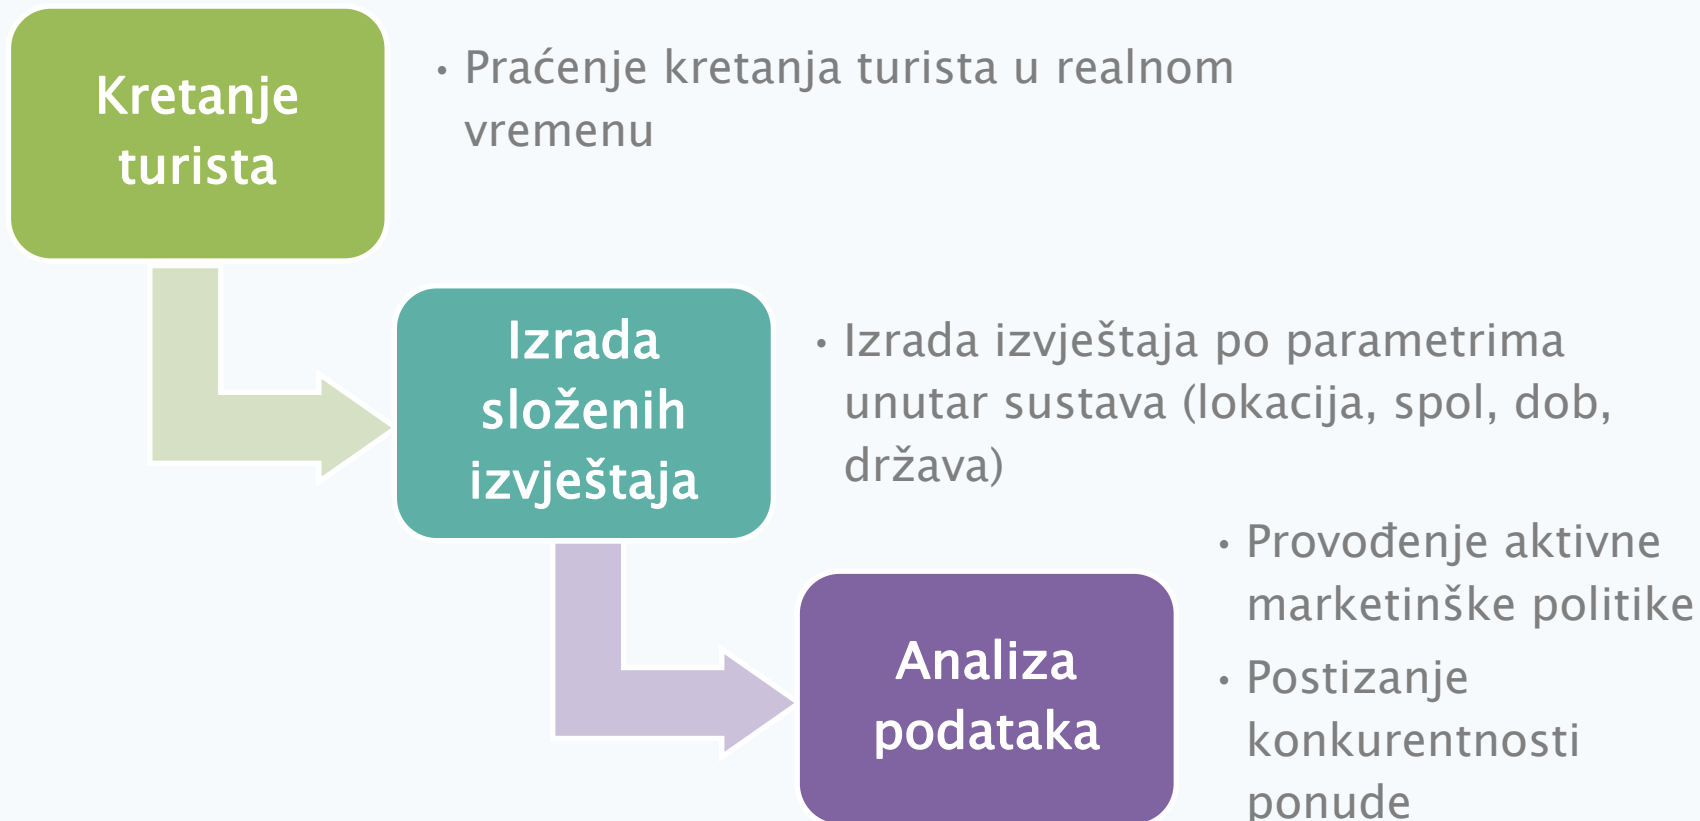 Kretanje
turista
• Praćenje kretanja turista u realnom
vremenu
Izrada
složenih
izvještaja
• Izrada izvještaja po parametrima
unutar sustava (lokacija, spol, dob,
država)
Analiza
podataka
• Provođenje aktivne
marketinške politike
• Postizanje
konkurentnosti
ponude